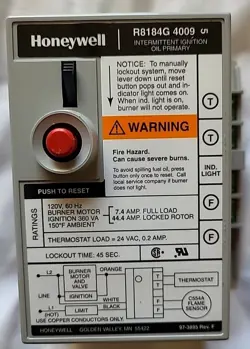 Honeywell
R8184G 4009 5
INTERMITTENT IGNITION
OIL PRIMARY
NOTICE: To manually
lockout system, move
lever down until reset
button pops out and in-
dicator light comes on.
When ind. light is on,
burner will not operate.
WARNING
Fire Hazard.
Can cause severe burns.
To avoid spilling fuel oil, press
button only once to reset. Call
local service company if burner
does not light.
T
T
IND.
LIGHT
F
F
PUSH TO RESET
RATINGS
120V, 60 Hz
BURNER MOTOR
IGNITION 360 VA
150°F AMBIENT
7.4 AMP. FULL LOAD
44.4 AMP. LOCKED ROTOR
THERMOSTAT LOAD = 24 VAC, 0.2 AMP.
LOCKOUT TIME: 45 SEC.
L2
LINE
L1
(HOT)
BURNER
MOTOR
AND
VALVE
ORANGE
IGNITION
WHITE
LIMIT
BLACK
T
T
THERMOSTAT
F
F
C554A
FLAME
SENSOR
USE COPPER CONDUCTORS ONLY.
HONEYWELL GOLDEN VALLEY, MN 55422